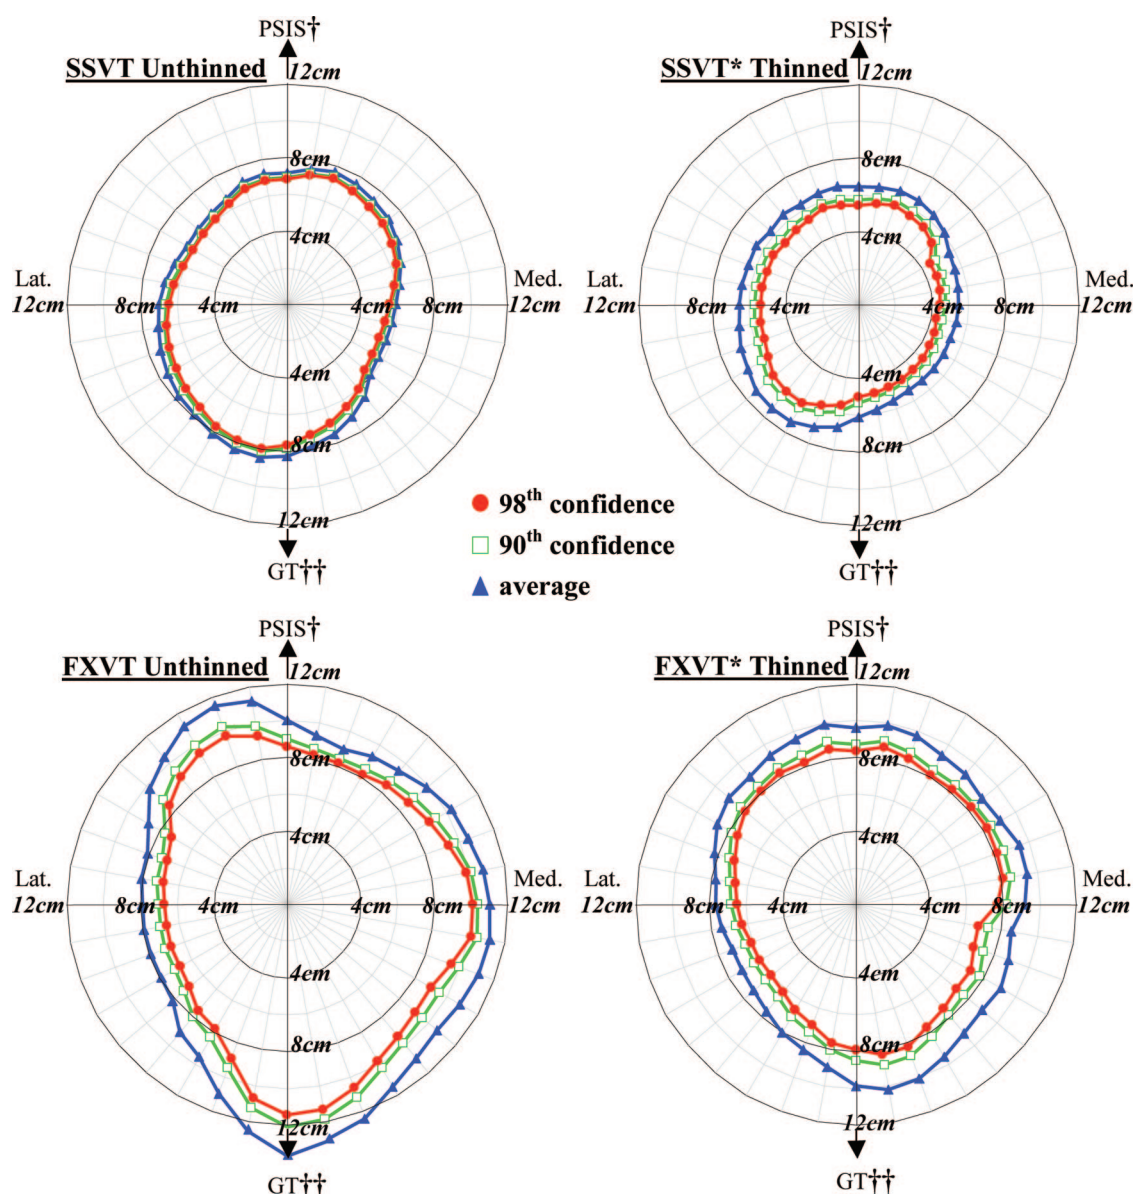 PSIS† PSIS†
SSVT Unthinned 12cm SSVT* Thinned 12cm
8cm 8cm
4cm 4cm
Lat. Med. Lat. Med.
12cm 8cm 4cm 4cm 8cm 12cm 12cm 8cm 4cm 4cm 8cm 12cm
4cm 4cm
8cm 8cm
98th confidence
12cm 12cm
90th confidence
GT†† GT††
average
PSIS† PSIS†
FXVT Unthinned 12cm FXVT* Thinned 12cm
8cm 8cm
4cm 4cm
Lat. Med. Lat. Med.
12cm 8cm 4cm 4cm 8cm 12cm 12cm 8cm 4cm 4cm 8cm 12cm
4cm 4cm
8cm 8cm
12cm 12cm
GT†† GT††